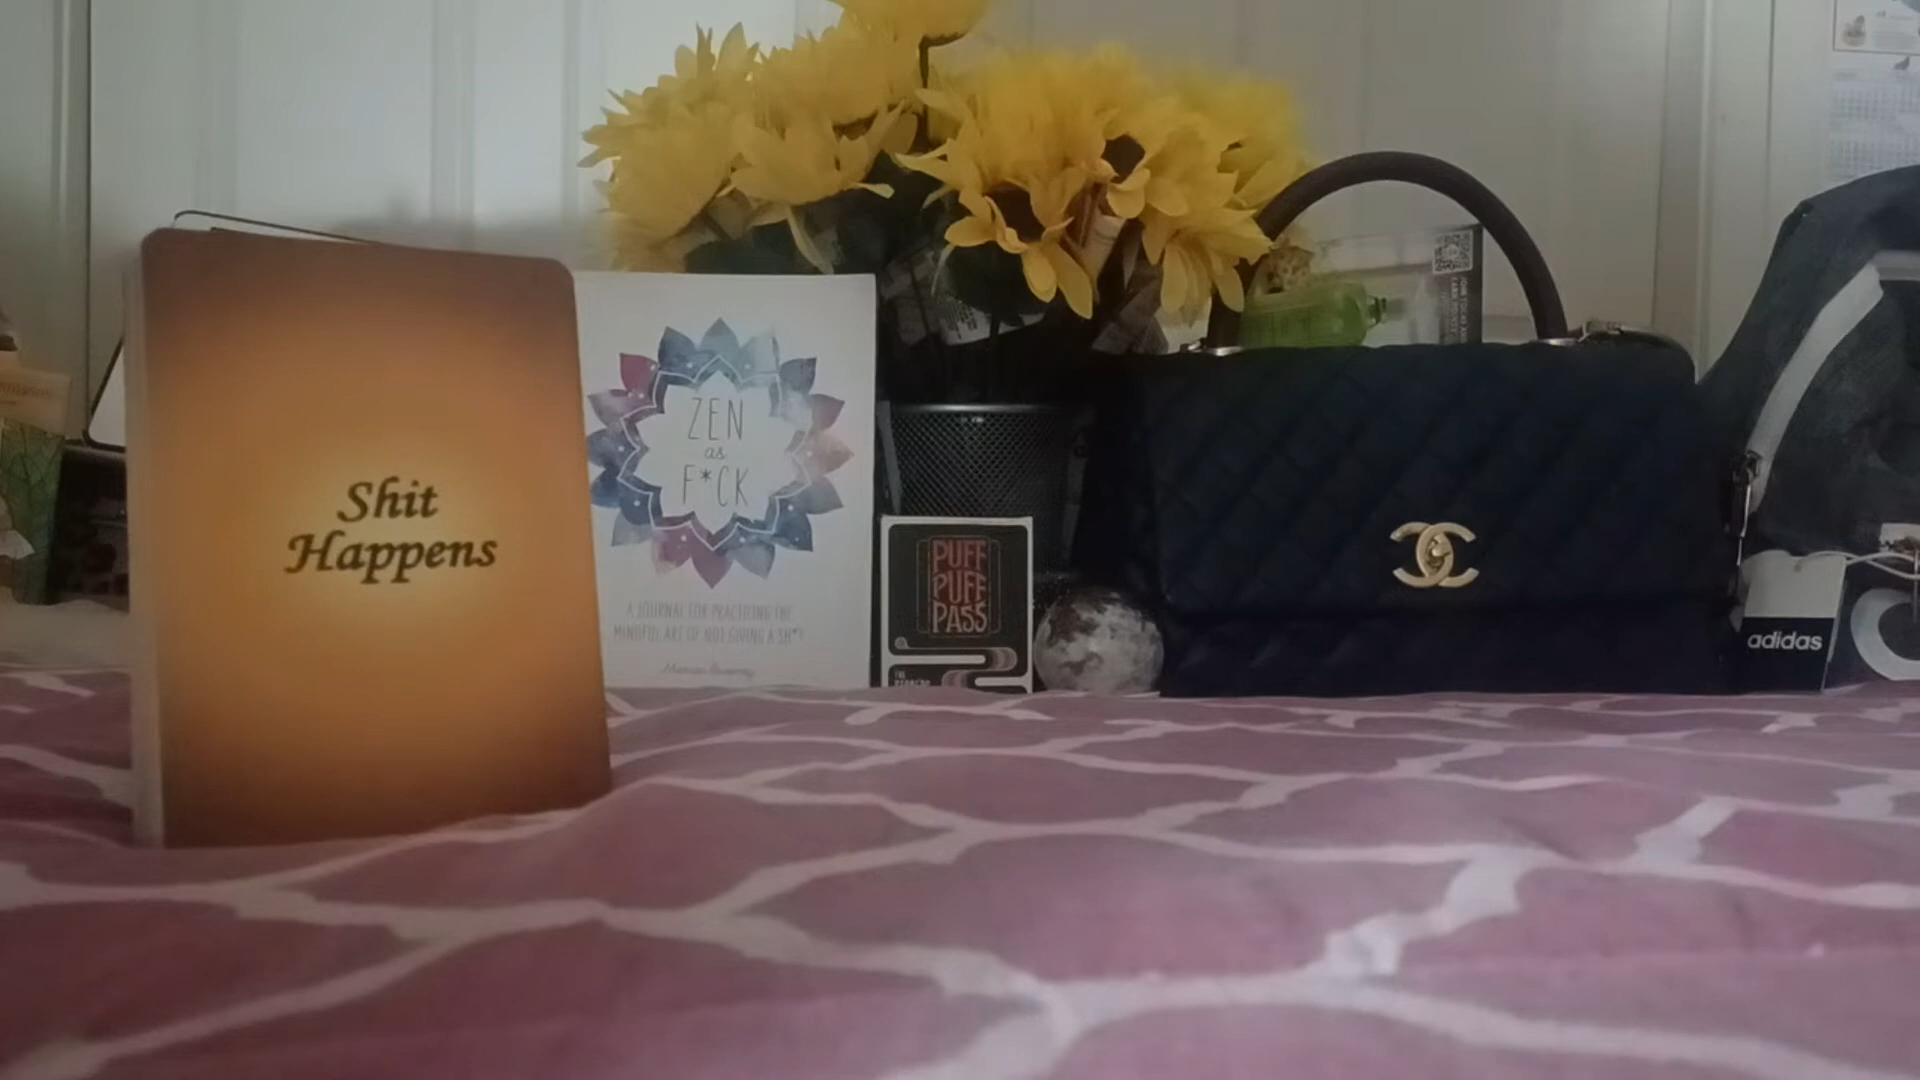 Shit
Happens
ZEN
as
F*CK
A JOURNAL FOR PRACTICING THE
MINDFUL ART OF NOT GIVING A SH*T
PUFF
PUFF
PASS
THE
adidas